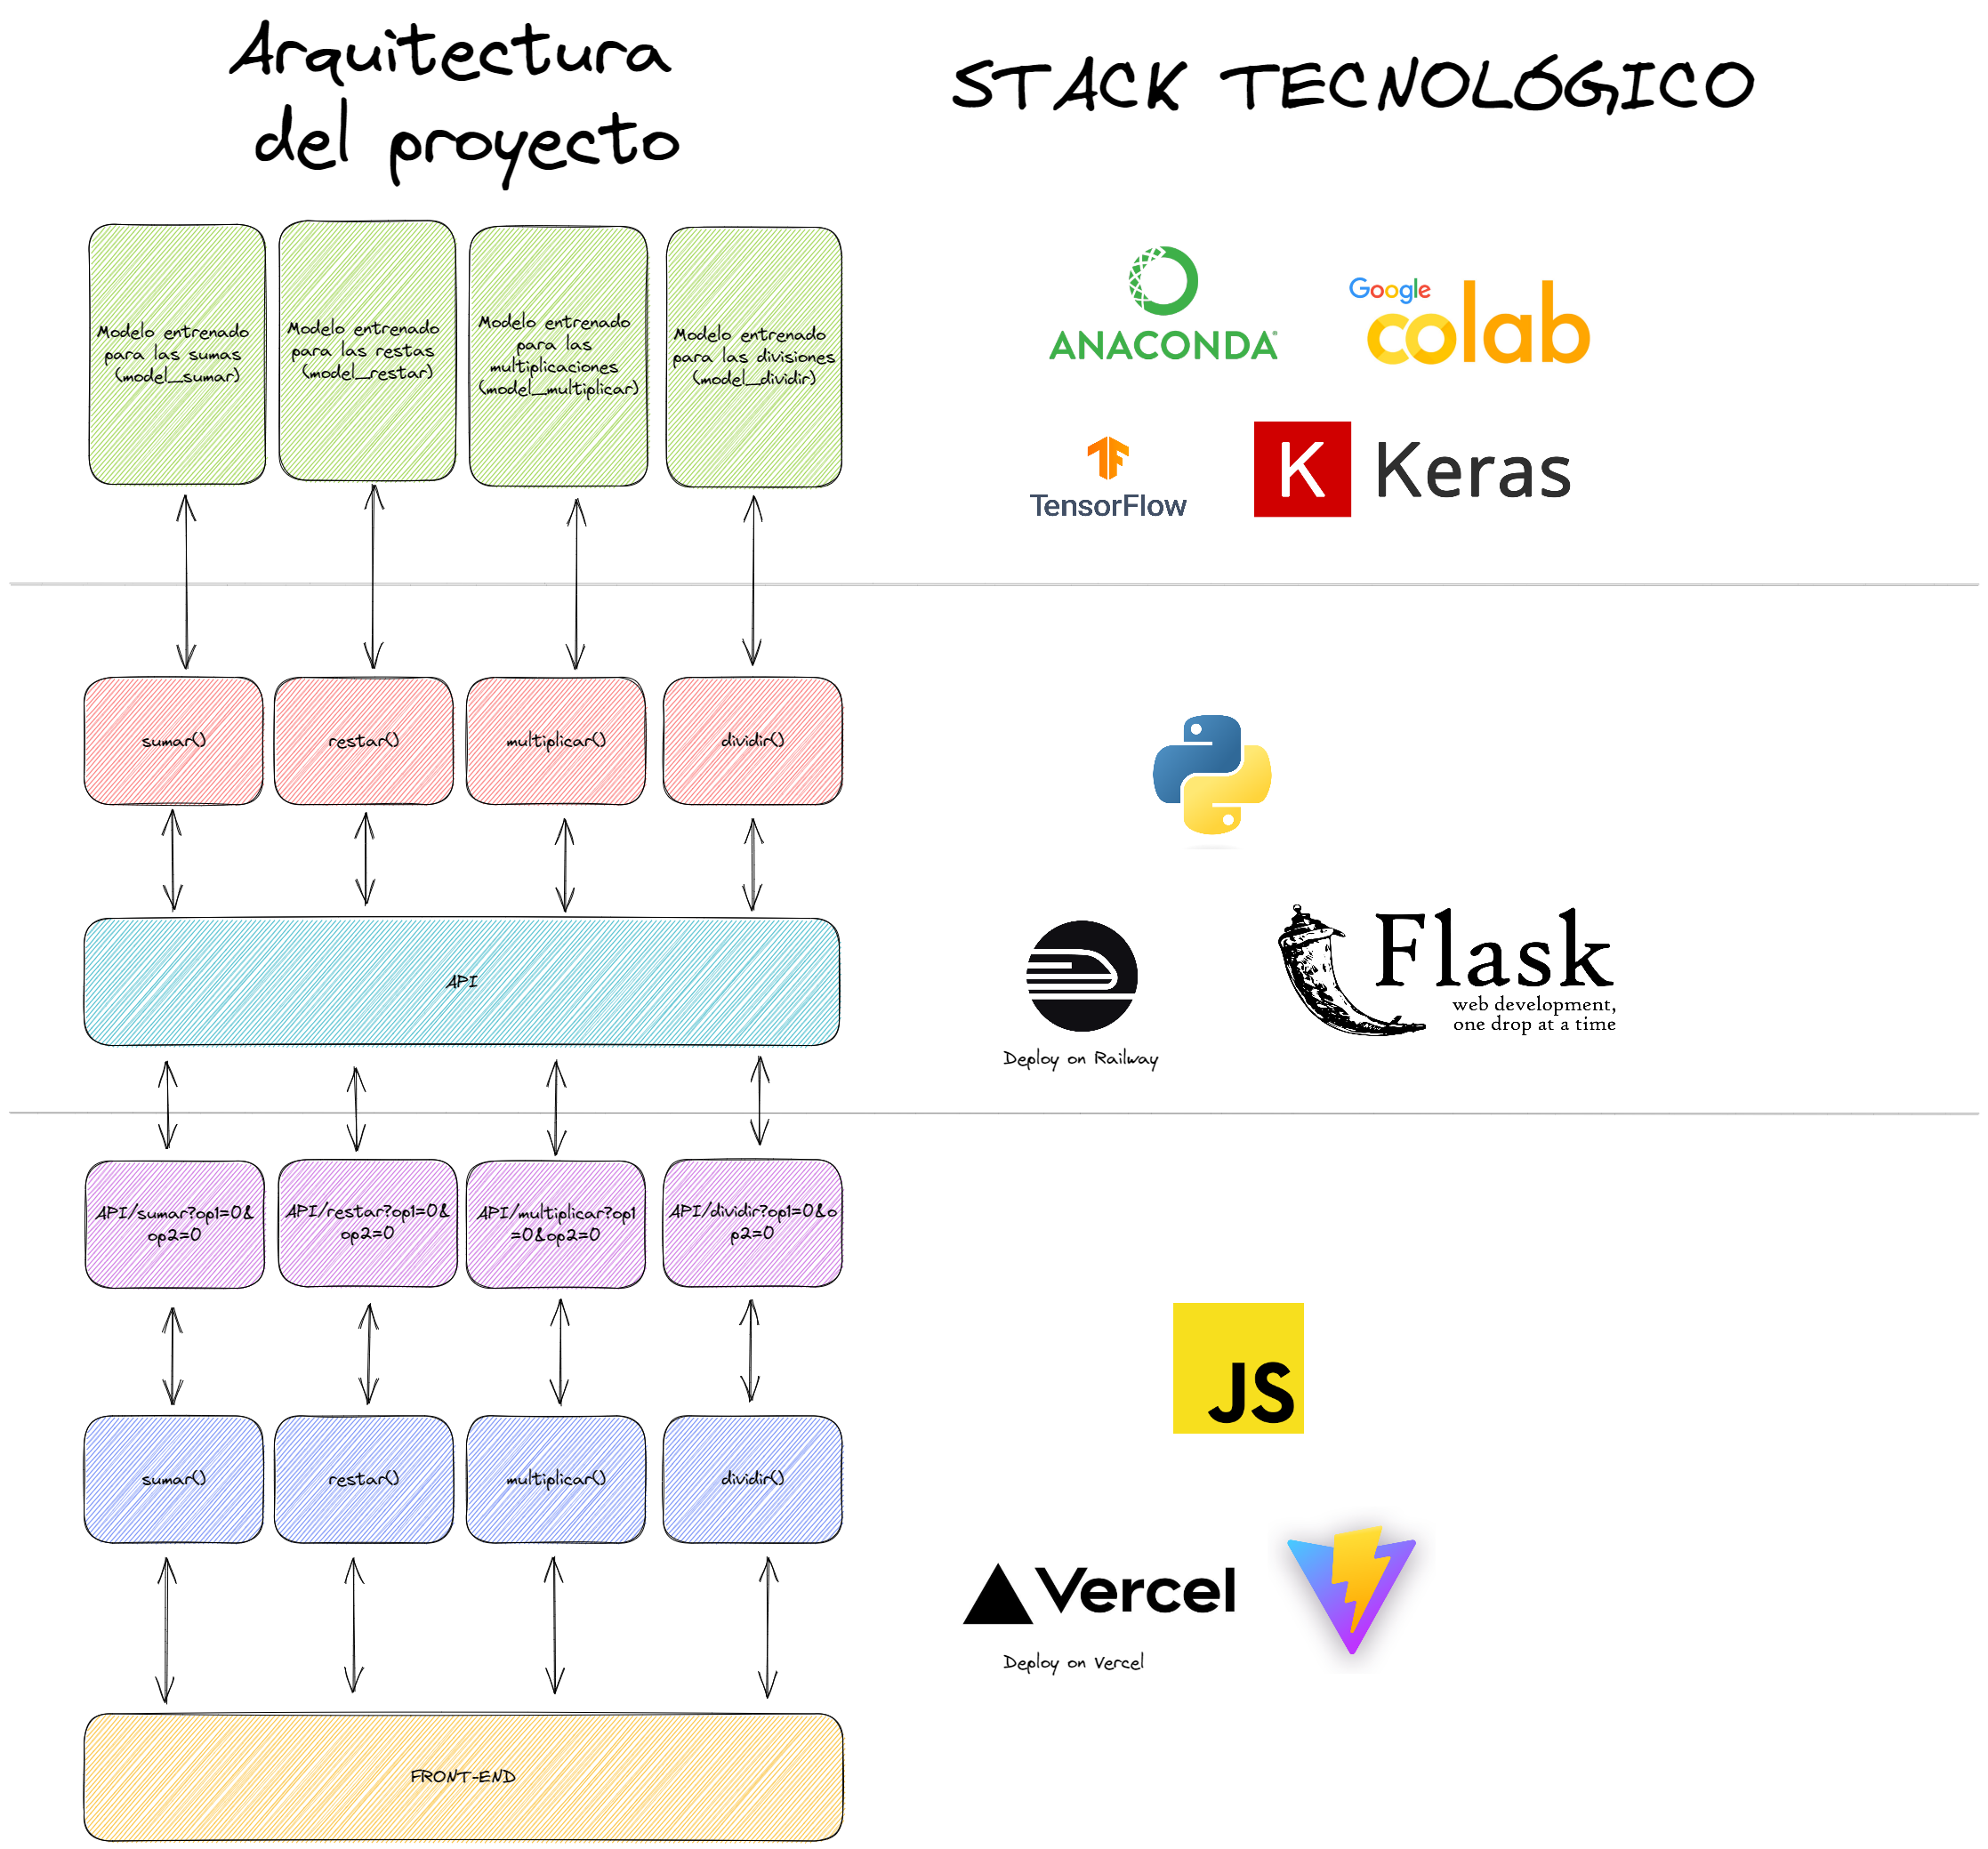 Arquitectura
del proyecto
STACK TECNOLÓGICO
Modelo entrenado
para las sumas
(model_sumar)
Modelo entrenado
para las restas
(model_restar)
Modelo entrenado
para las
multiplicaciones
(model_multiplicar)
Modelo entrenado
para las divisiones
(model_dividir)
ANACONDA®
Google
colab
TensorFlow
K Keras
sumar()
restar()
multiplicar()
dividir()
API
Deploy on Railway
Flask
web development,
one drop at a time
API/sumar?op1=0&
op2=0
API/restar?op1=0&
op2=0
API/multiplicar?op1
=0&op2=0
API/dividir?op1=0&o
p2=0
JS
sumar()
restar()
multiplicar()
dividir()
Vercel
Deploy on Vercel
FRONT-END